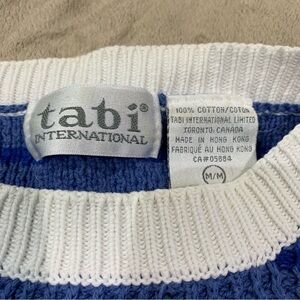 tabi®
INTERNATIONAL
100% COTTON/COTON
TABI INTERNATIONAL LIMITED
TORONTO, CANADA
MADE IN HONG KONG
FABRIQUÉ AU HONG KONG
CA#05884
M/M